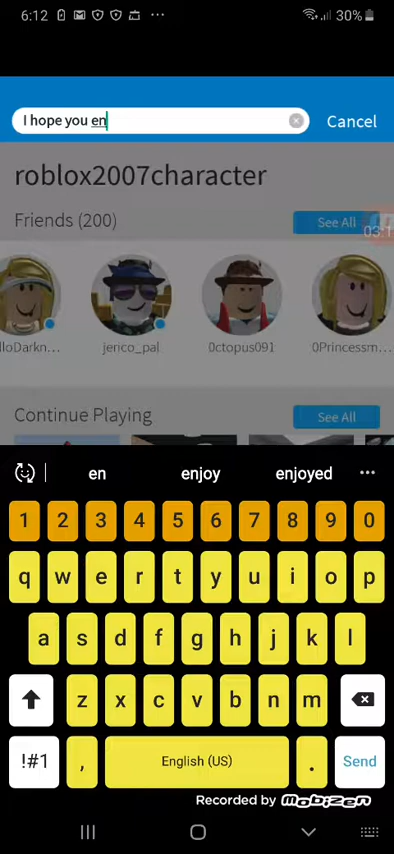 6:12 30%
I hope you en Cancel
roblox2007character
Friends (200) See All
lloDarkn... jerico_pal 0ctopus091 0Princessm...
Continue Playing See All
en enjoy enjoyed
1 2 3 4 5 6 7 8 9 0
q w e r t y u i o p
a s d f g h j k l
z x c v b n m
!#1 , English (US) . Send
Recorded by mobizen